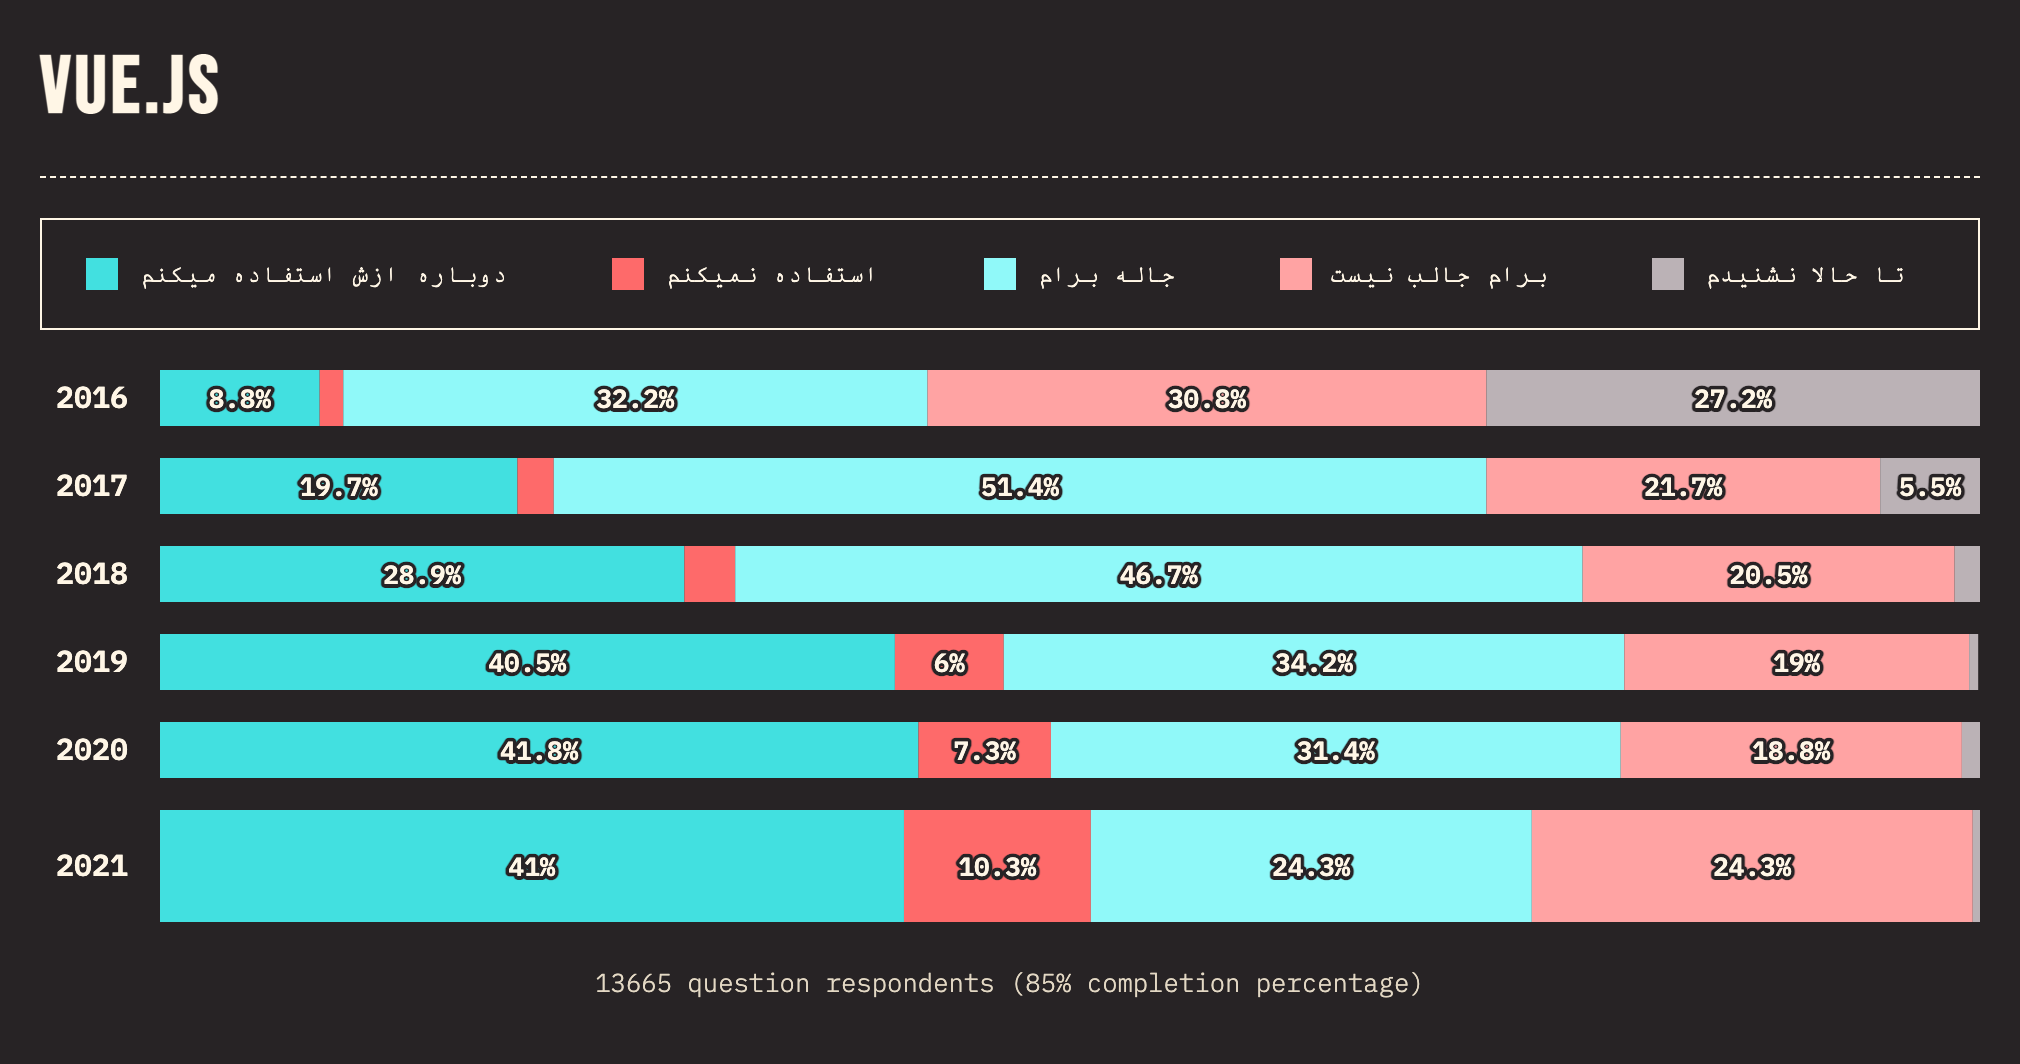 VUE.JS
دوباره ازش استفاده میکنم استفاده نمیکنم جاله برام برام جالب نیست تا حالا نشنیدم
2016 8.8% 32.2% 30.8% 27.2%
2017 19.7% 51.4% 21.7% 5.5%
2018 28.9% 46.7% 20.5%
2019 40.5% 6% 34.2% 19%
2020 41.8% 7.3% 31.4% 18.8%
2021 41% 10.3% 24.3% 24.3%
13665 question respondents (85% completion percentage)